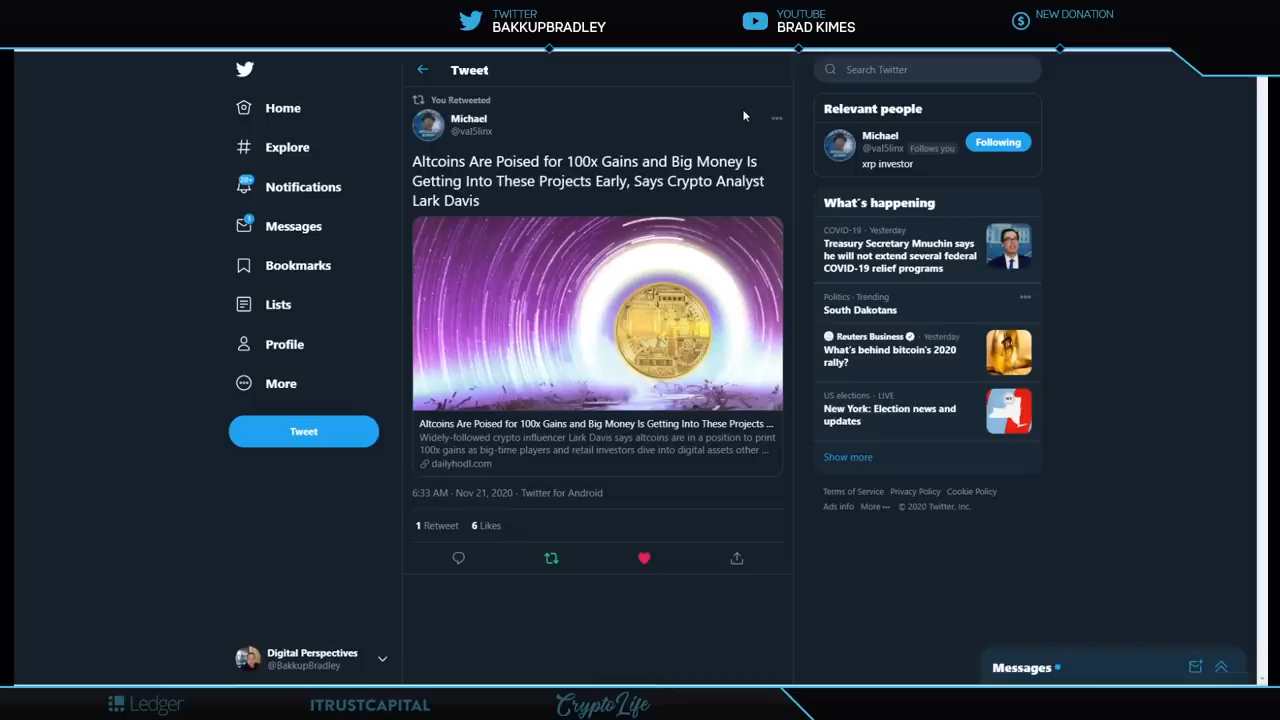 TWITTER
BAKKUPBRADLEY
YOUTUBE
BRAD KIMES
NEW DONATION
Home
Explore
20+
Notifications
1
Messages
Bookmarks
Lists
Profile
More
Tweet
Digital Perspectives
@BakkupBradley
Tweet
You Retweeted
Michael
@val5linx
Altcoins Are Poised for 100x Gains and Big Money Is
Getting Into These Projects Early, Says Crypto Analyst
Lark Davis
Altcoins Are Poised for 100x Gains and Big Money Is Getting Into These Projects ...
Widely-followed crypto influencer Lark Davis says altcoins are in a position to print
100x gains as big-time players and retail investors dive into digital assets other ...
dailyhodl.com
6:33 AM · Nov 21, 2020 · Twitter for Android
1 Retweet 6 Likes
Search Twitter
Relevant people
Michael
@val5linx Follows you
Following
xrp investor
What's happening
COVID-19 · Yesterday
Treasury Secretary Mnuchin says
he will not extend several federal
COVID-19 relief programs
Politics · Trending
South Dakotans
Reuters Business · Yesterday
What's behind bitcoin's 2020
rally?
US elections · LIVE
New York: Election news and
updates
Show more
Terms of Service Privacy Policy Cookie Policy
Ads info More ··· © 2020 Twitter, Inc.
Messages
Ledger
ITRUSTCAPITAL
CryptoLife